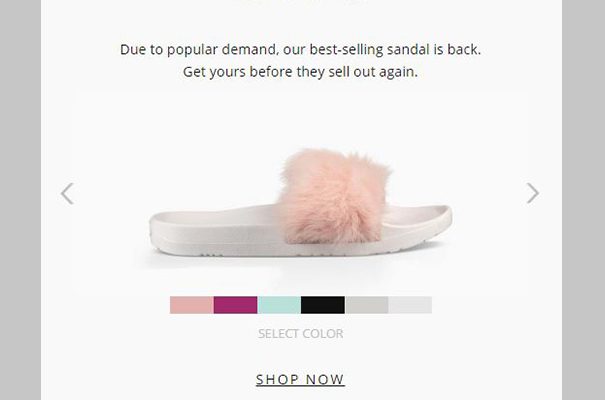 Due to popular demand, our best-selling sandal is back.
Get yours before they sell out again.
SELECT COLOR
SHOP NOW